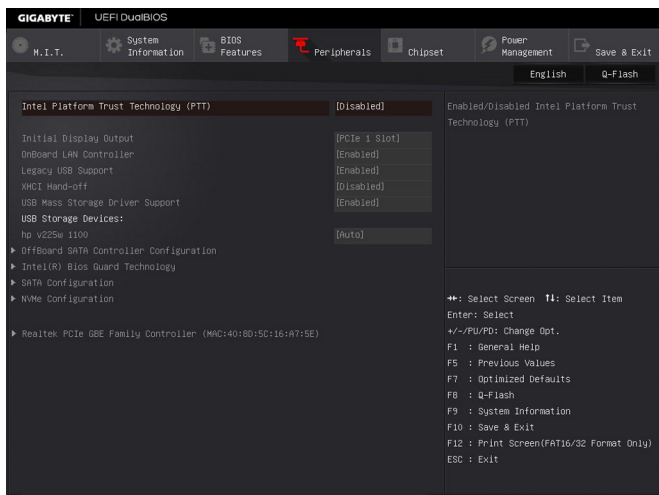 GIGABYTE™ UEFI DualBIOS
M.I.T. System Information BIOS Features Peripherals Chipset Power Management Save & Exit
English Q-Flash
Intel Platform Trust Technology (PTT) [Disabled]
Enabled/Disabled Intel Platform Trust
Technology (PTT)
Initial Display Output [PCIe 1 Slot]
OnBoard LAN Controller [Enabled]
Legacy USB Support [Enabled]
XHCI Hand-off [Disabled]
USB Mass Storage Driver Support [Enabled]
USB Storage Devices:
hp v225w 1100 [Auto]
OffBoard SATA Controller Configuration
Intel(R) Bios Guard Technology
SATA Configuration
NVMe Configuration
Realtek PCIe GBE Family Controller (MAC:40:8D:5C:16:A7:5E)
→←: Select Screen ↑↓: Select Item
Enter: Select
+/-/PU/PD: Change Opt.
F1 : General Help
F5 : Previous Values
F7 : Optimized Defaults
F8 : Q-Flash
F9 : System Information
F10 : Save & Exit
F12 : Print Screen(FAT16/32 Format Only)
ESC : Exit